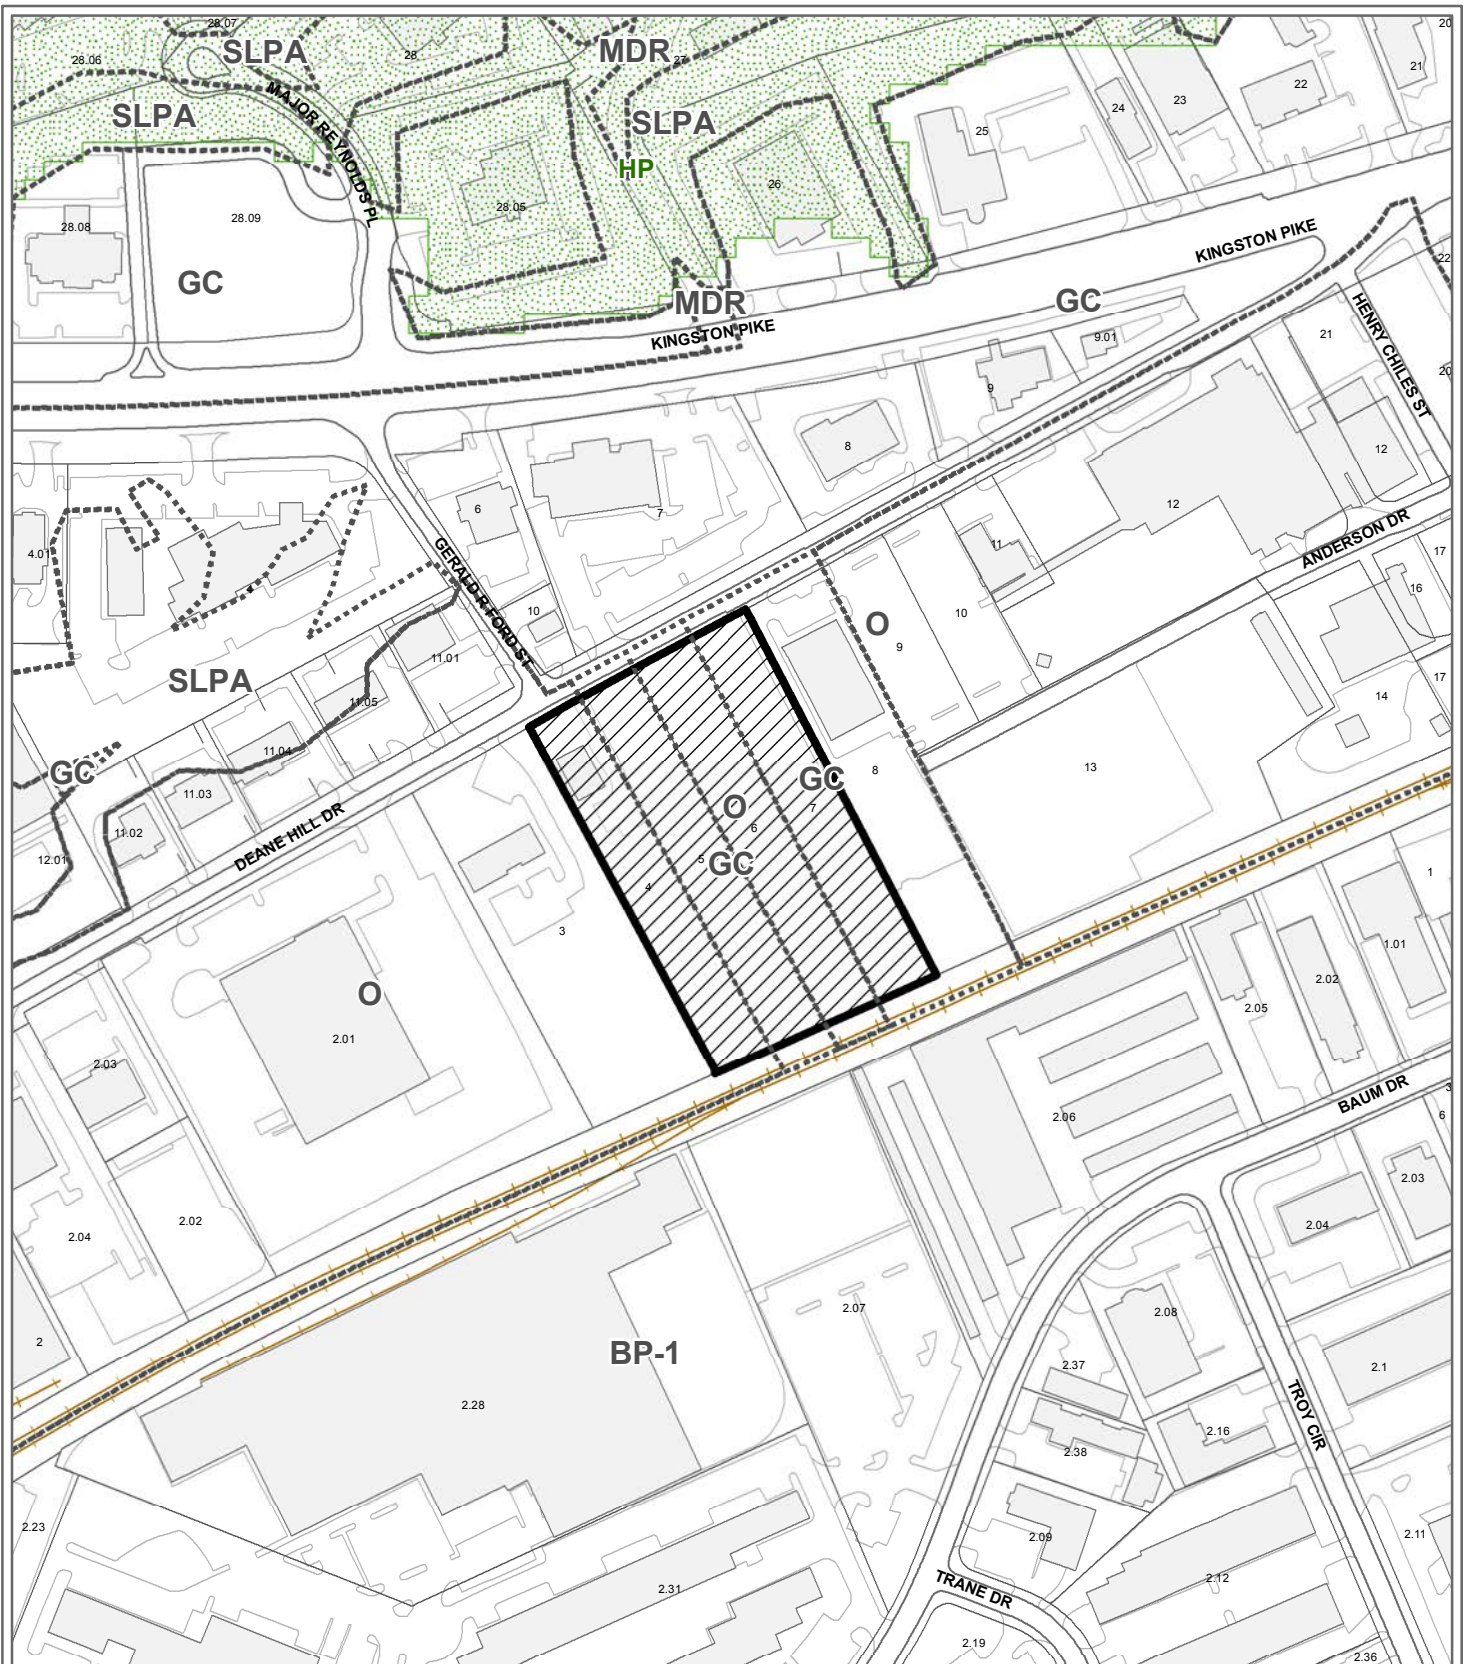 28.07
20
SLPA
MDR
28
27
28.06
21
22
23
24
25
SLPA
MAJOR REYNOLDS PL
SLPA
HP
26
28.05
28.09
28.08
KINGSTON PIKE
22
GC
MDR
GC
KINGSTON PIKE
9.01
21
HENRY CHILES ST
20
9
8
12
6
7
12
ANDERSON DR
4.01
4
GERALD R FORD ST
11
17
16
10
10
O
9
11.01
SLPA
17
11.05
14
11.04
GC
11.03
13
GC
8
O
7
6
11.02
DEANE HILL DR
12.01
5
GC
1
4
3
1.01
O
2.02
2.05
2.01
2.03
BAUM DR
3
2.06
6
2.03
2.02
2.04
2.04
2.07
2.08
2
BP-1
2.37
2.1
2.28
TROY CIR
2.16
2.38
2.23
2.09
2.11
2.31
2.12
TRANE DR
2.19
2.36